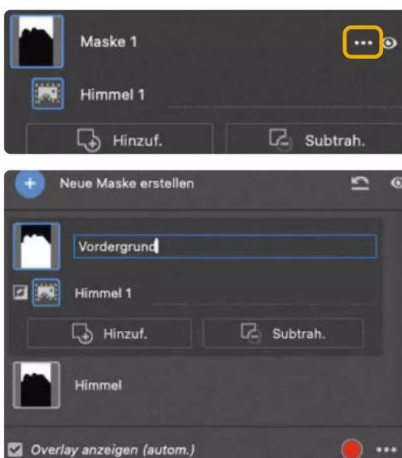 Maske 1
Himmel 1
Hinzuf. Subtrah.
Neue Maske erstellen
Vordergrund
Himmel 1
Hinzuf. Subtrah.
Himmel
Overlay anzeigen (autom.)